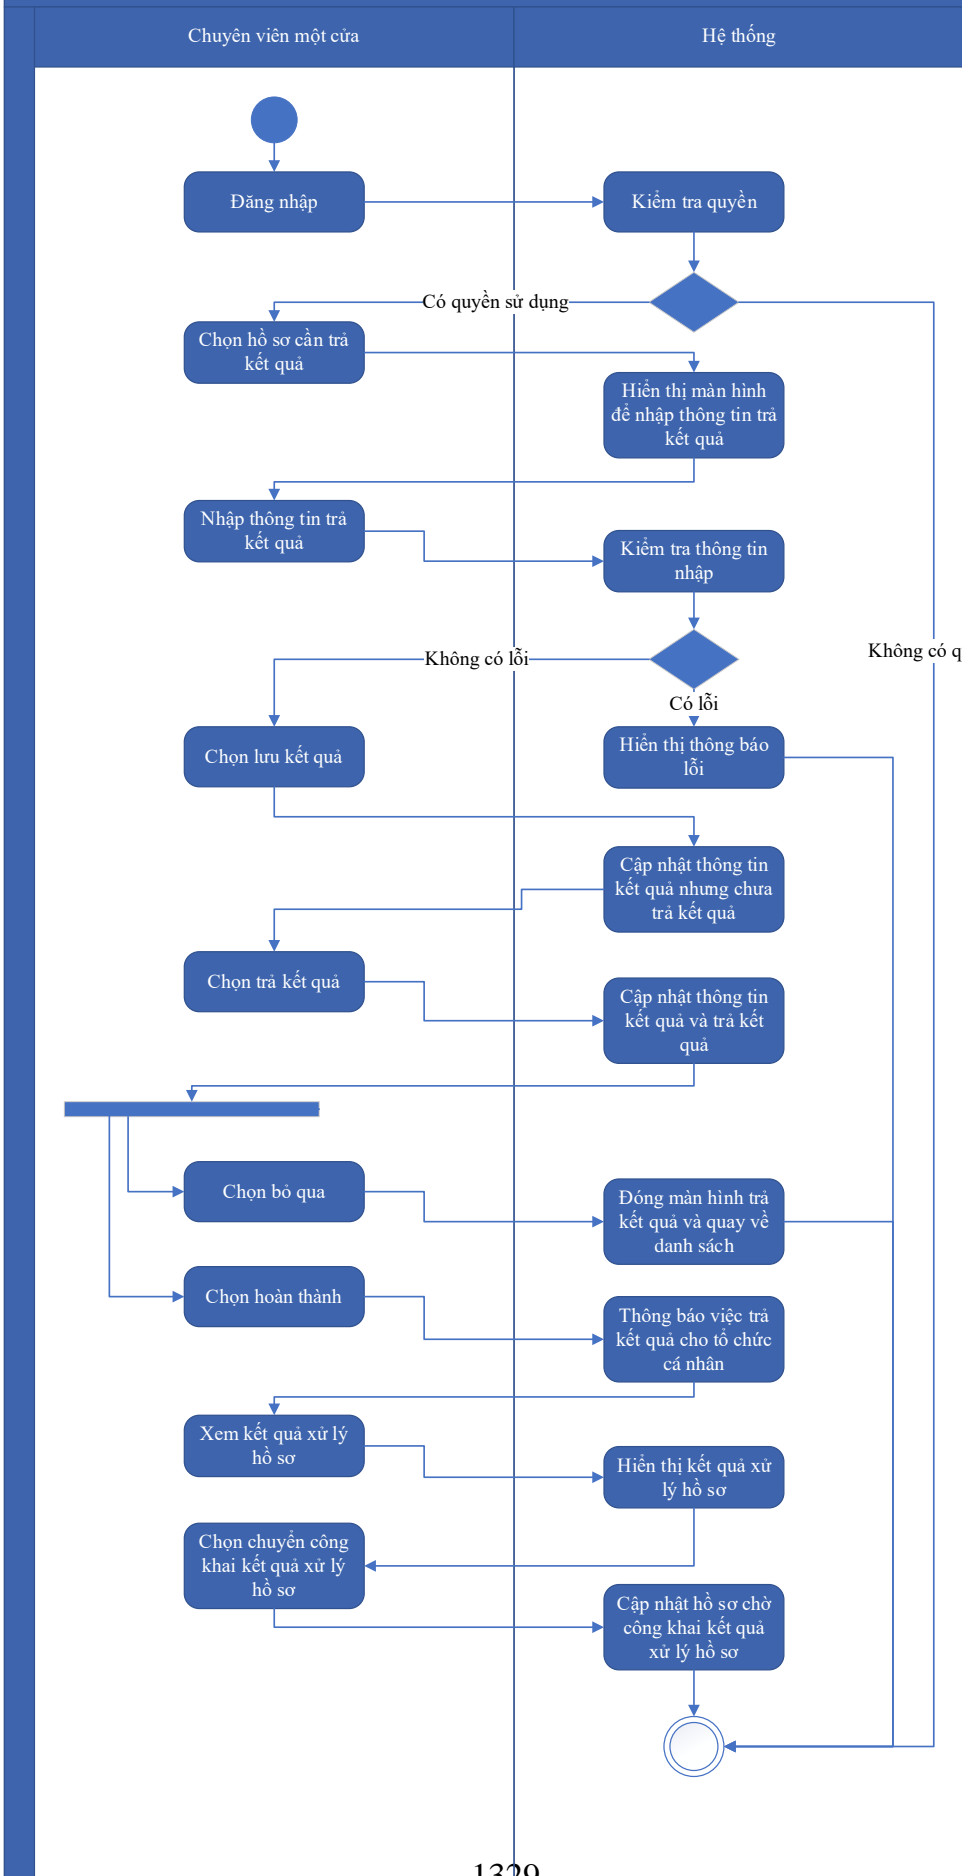 Chuyên viên một cửa
Hệ thống
Đăng nhập
Kiểm tra quyền
Có quyền sử dụng
Chọn hồ sơ cần trả
kết quả
Hiển thị màn hình
để nhập thông tin trả
kết quả
Nhập thông tin trả
kết quả
Kiểm tra thông tin
nhập
Không có lỗi
Không có q
Có lỗi
Chọn lưu kết quả
Hiển thị thông báo
lỗi
Cập nhật thông tin
kết quả nhưng chưa
trả kết quả
Chọn trả kết quả
Cập nhật thông tin
kết quả và trả kết
quả
Chọn bỏ qua
Đóng màn hình trả
kết quả và quay về
danh sách
Chọn hoàn thành
Thông báo việc trả
kết quả cho tổ chức
cá nhân
Xem kết quả xử lý
hồ sơ
Hiển thị kết quả xử
lý hồ sơ
Chọn chuyển công
khai kết quả xử lý
hồ sơ
Cập nhật hồ sơ chờ
công khai kết quả
xử lý hồ sơ
1329